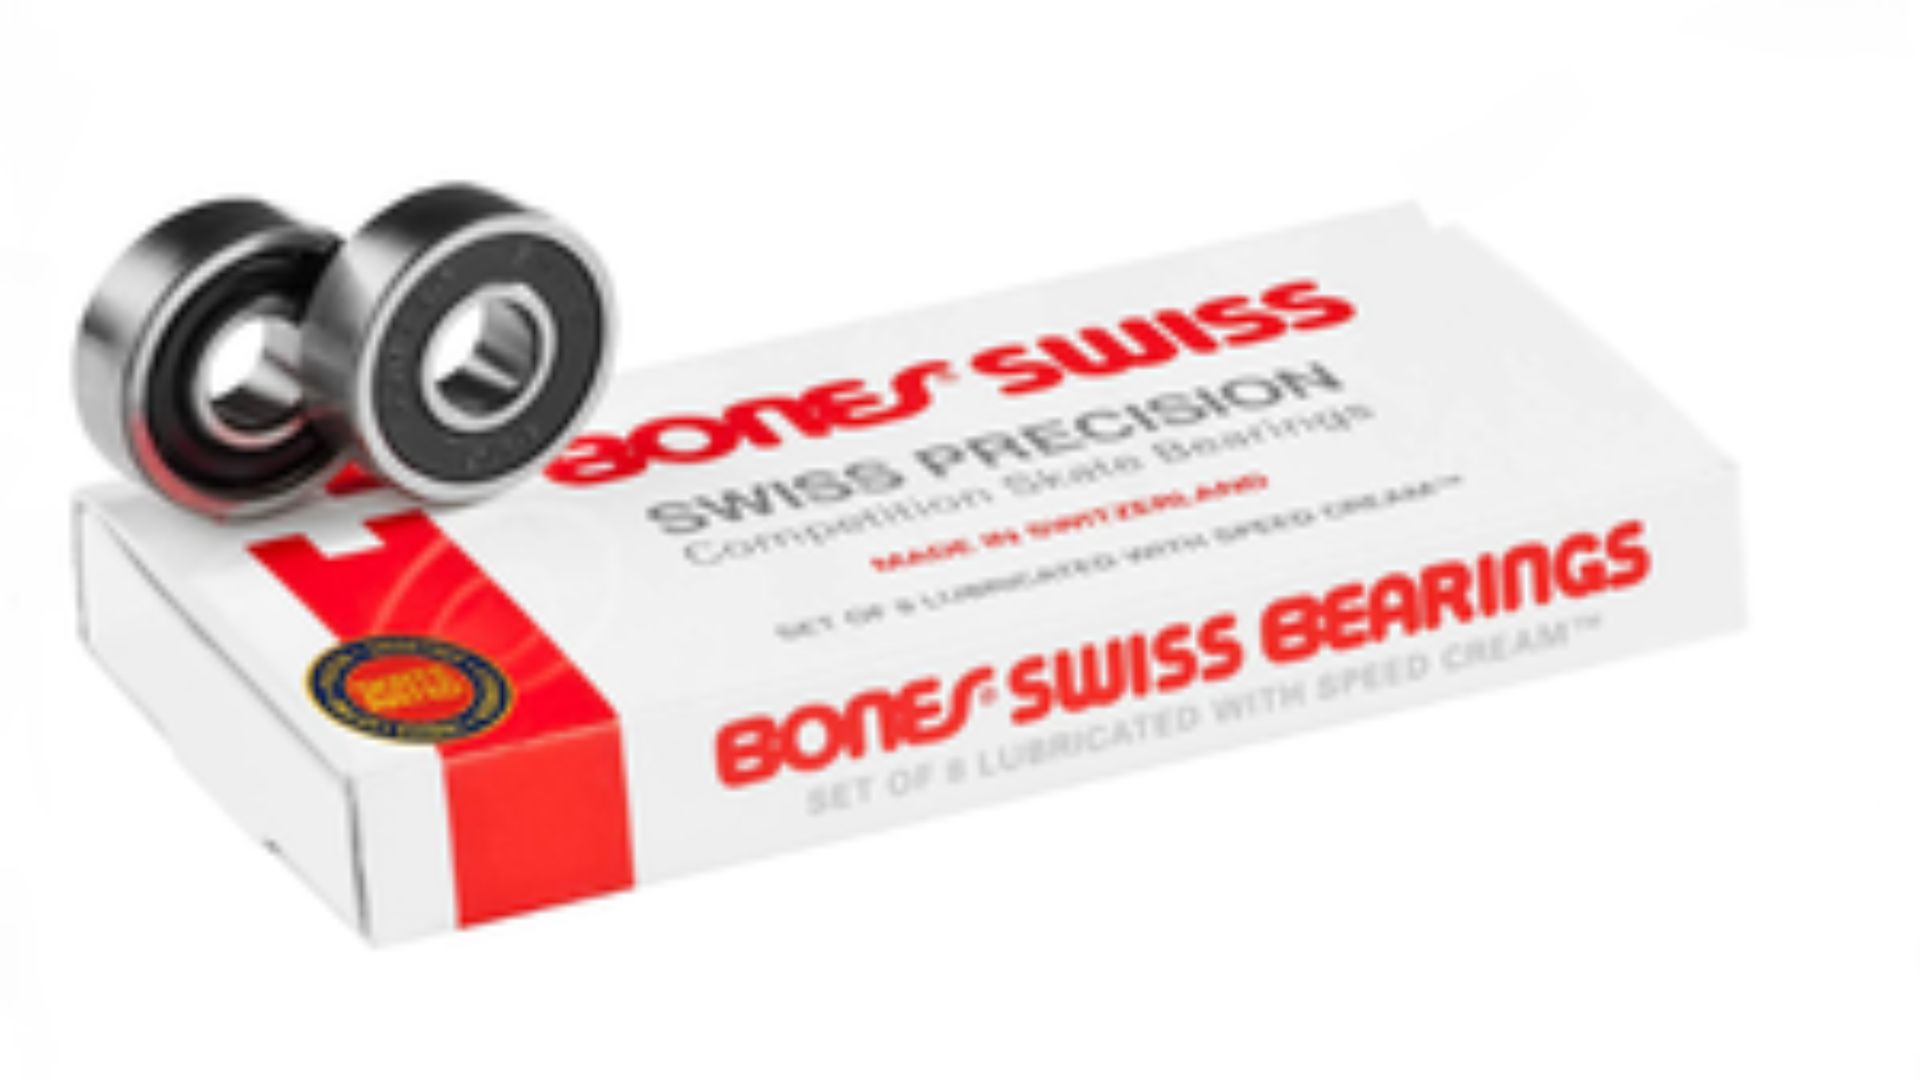 BONES® SWISS
SWISS PRECISION
Competition Skate Bearings
MADE IN SWITZERLAND
SET OF 8 LUBRICATED WITH SPEED CREAM™
BONES® SWISS BEARINGS
SET OF 8 LUBRICATED WITH SPEED CREAM™